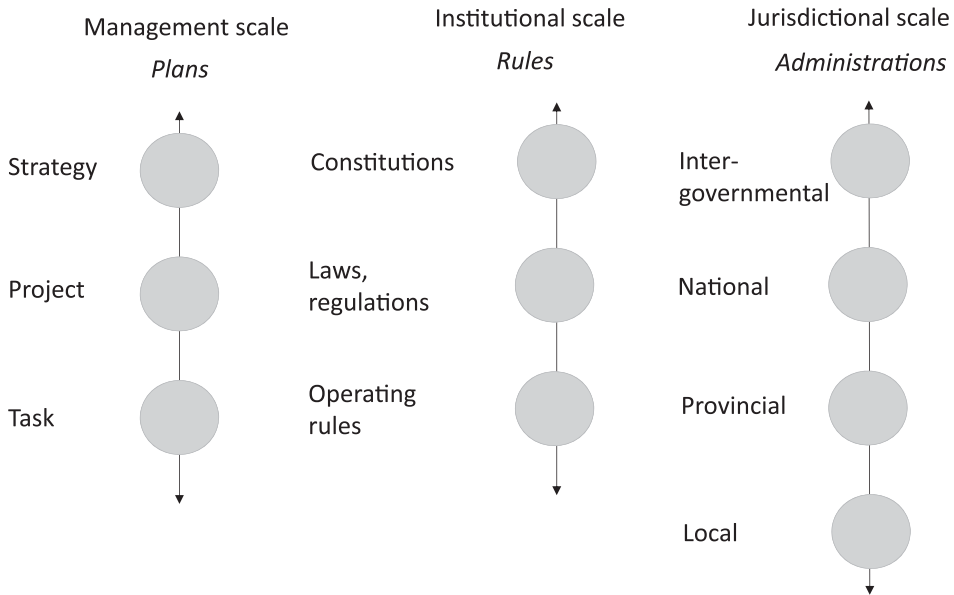 Management scale
Plans
Strategy
Project
Task
Institutional scale
Rules
Constitutions
Laws,
regulations
Operating
rules
Jurisdictional scale
Administrations
Inter-
governmental
National
Provincial
Local